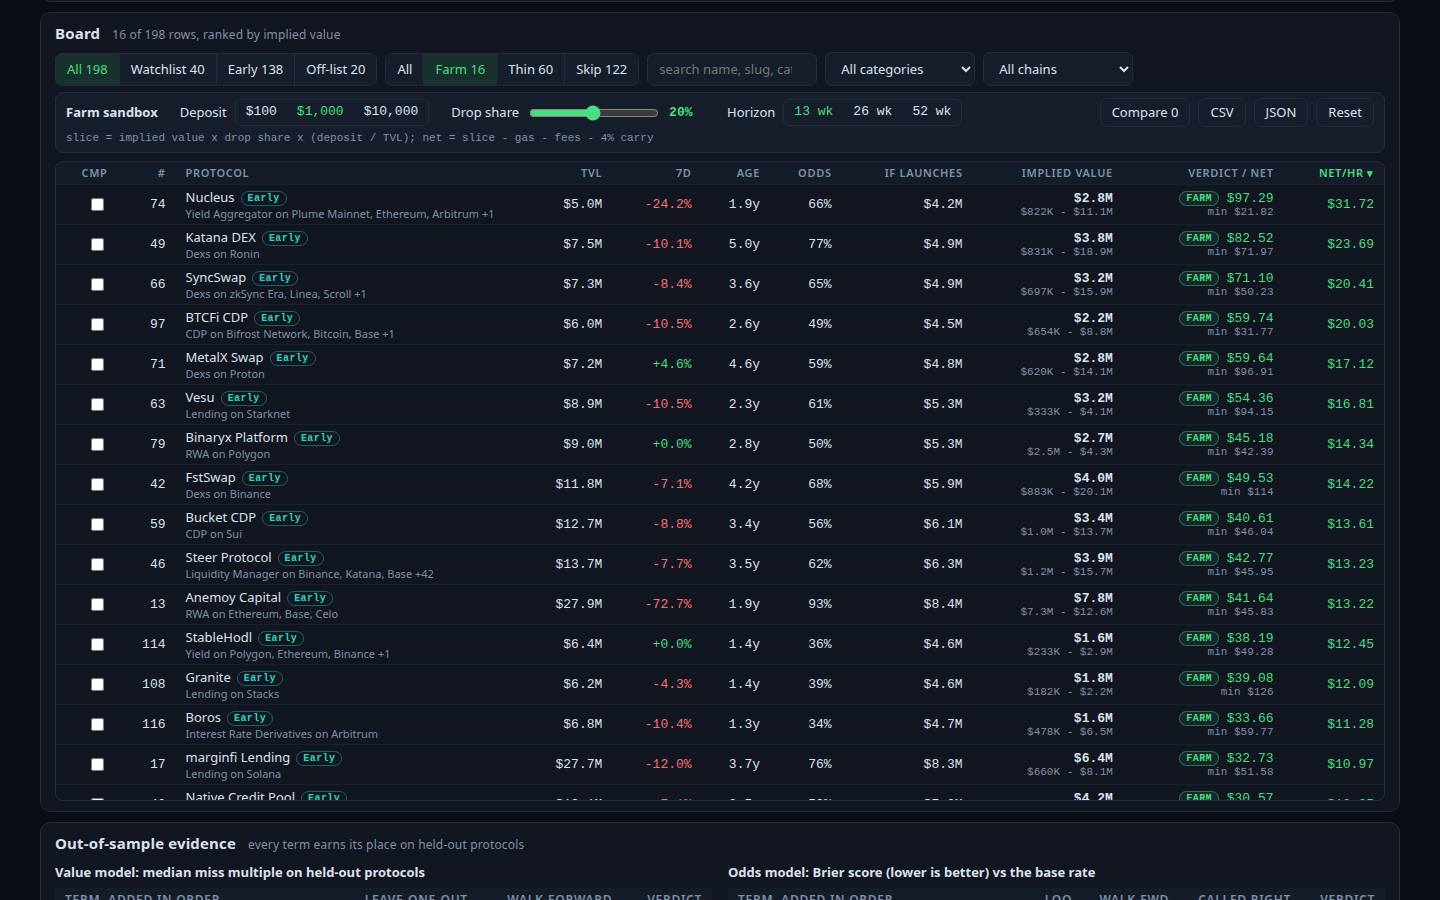 Board 16 of 198 rows, ranked by implied value
All 198 Watchlist 40 Early 138 Off-list 20 All Farm 16 Thin 60 Skip 122 search name, slug, cat All categories All chains
Farm sandbox Deposit $100 $1,000 $10,000 Drop share 20% Horizon 13 wk 26 wk 52 wk Compare 0 CSV JSON Reset
slice = implied value x drop share x (deposit / TVL); net = slice - gas - fees - 4% carry
CMP # PROTOCOL TVL 7D AGE ODDS IF LAUNCHES IMPLIED VALUE VERDICT / NET NET/HR ▼
74 Nucleus Early $5.0M -24.2% 1.9y 66% $4.2M $2.8M FARM $97.29 $31.72
Yield Aggregator on Plume Mainnet, Ethereum, Arbitrum +1 $822K - $11.1M min $21.82
49 Katana DEX Early $7.5M -10.1% 5.0y 77% $4.9M $3.8M FARM $82.52 $23.69
Dexs on Ronin $831K - $18.9M min $71.97
66 SyncSwap Early $7.3M -8.4% 3.6y 65% $4.9M $3.2M FARM $71.10 $20.41
Dexs on zkSync Era, Linea, Scroll +1 $697K - $15.9M min $50.23
97 BTCFi CDP Early $6.0M -10.5% 2.6y 49% $4.5M $2.2M FARM $59.74 $20.03
CDP on Bifrost Network, Bitcoin, Base +1 $654K - $8.8M min $31.77
71 MetalX Swap Early $7.2M +4.6% 4.6y 59% $4.8M $2.8M FARM $59.64 $17.12
Dexs on Proton $620K - $14.1M min $96.91
63 Vesu Early $8.9M -10.5% 2.3y 61% $5.3M $3.2M FARM $54.36 $16.81
Lending on Starknet $333K - $4.1M min $94.15
79 Binaryx Platform Early $9.0M +0.0% 2.8y 50% $5.3M $2.7M FARM $45.18 $14.34
RWA on Polygon $2.5M - $4.3M min $42.39
42 FstSwap Early $11.8M -7.1% 4.2y 68% $5.9M $4.0M FARM $49.53 $14.22
Dexs on Binance $883K - $20.1M min $114
59 Bucket CDP Early $12.7M -8.8% 3.4y 56% $6.1M $3.4M FARM $40.61 $13.61
CDP on Sui $1.0M - $13.7M min $46.04
46 Steer Protocol Early $13.7M -7.7% 3.5y 62% $6.3M $3.9M FARM $42.77 $13.23
Liquidity Manager on Binance, Katana, Base +42 $1.2M - $15.7M min $45.95
13 Anemoy Capital Early $27.9M -72.7% 1.9y 93% $8.4M $7.8M FARM $41.64 $13.22
RWA on Ethereum, Base, Celo $7.3M - $12.6M min $45.83
114 StableHodl Early $6.4M +0.0% 1.4y 36% $4.6M $1.6M FARM $38.19 $12.45
Yield on Polygon, Ethereum, Binance +1 $233K - $2.9M min $49.28
108 Granite Early $6.2M -4.3% 1.4y 39% $4.6M $1.8M FARM $39.08 $12.09
Lending on Stacks $182K - $2.2M min $126
116 Boros Early $6.8M -10.4% 1.3y 34% $4.7M $1.6M FARM $33.66 $11.28
Interest Rate Derivatives on Arbitrum $478K - $6.5M min $59.77
17 marginfi Lending Early $27.7M -12.0% 3.7y 76% $8.3M $6.4M FARM $32.73 $10.97
Lending on Solana $660K - $8.1M min $51.58
Native Credit Pool Early $4.2M FARM $30.57
Out-of-sample evidence every term earns its place on held-out protocols
Value model: median miss multiple on held-out protocols Odds model: Brier score (lower is better) vs the base rate
TERM, ADDED IN ORDER LEAVE-ONE-OUT WALK-FORWARD VERDICT TERM, ADDED IN ORDER LOO WALK-FWD CALLED RIGHT VERDICT